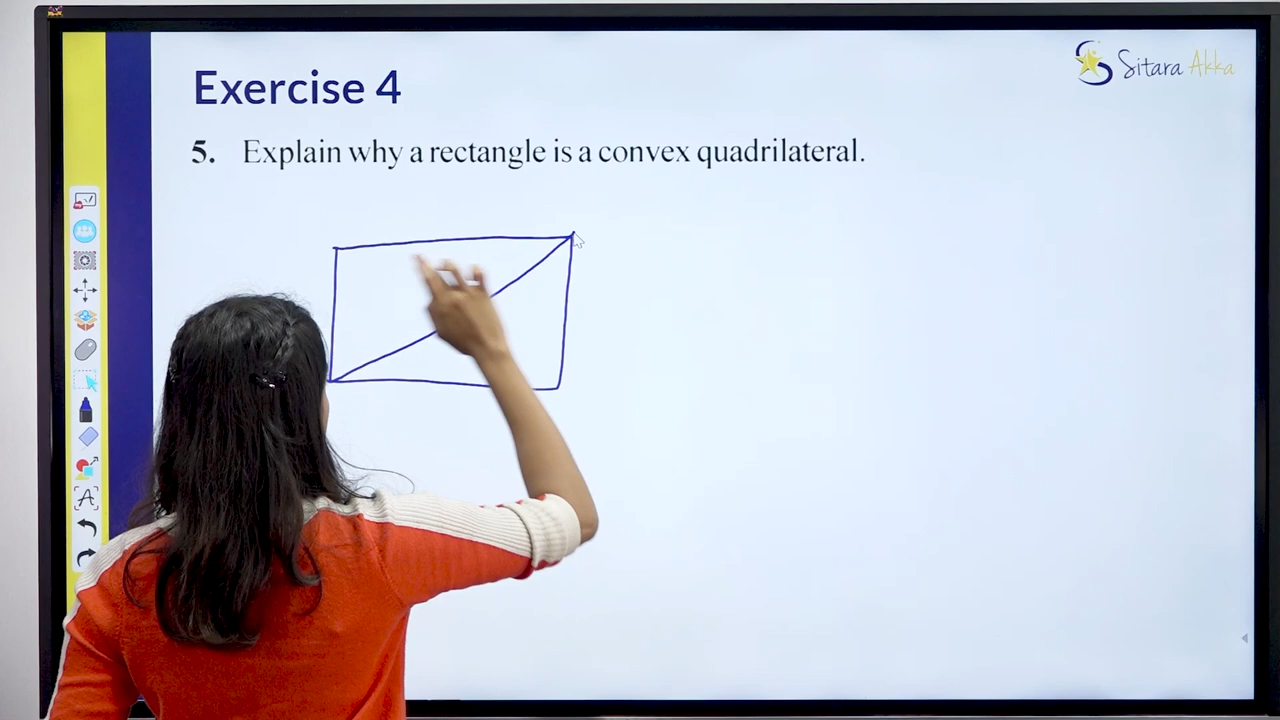 Sitara Akka
Exercise 4
5. Explain why a rectangle is a convex quadrilateral.
A